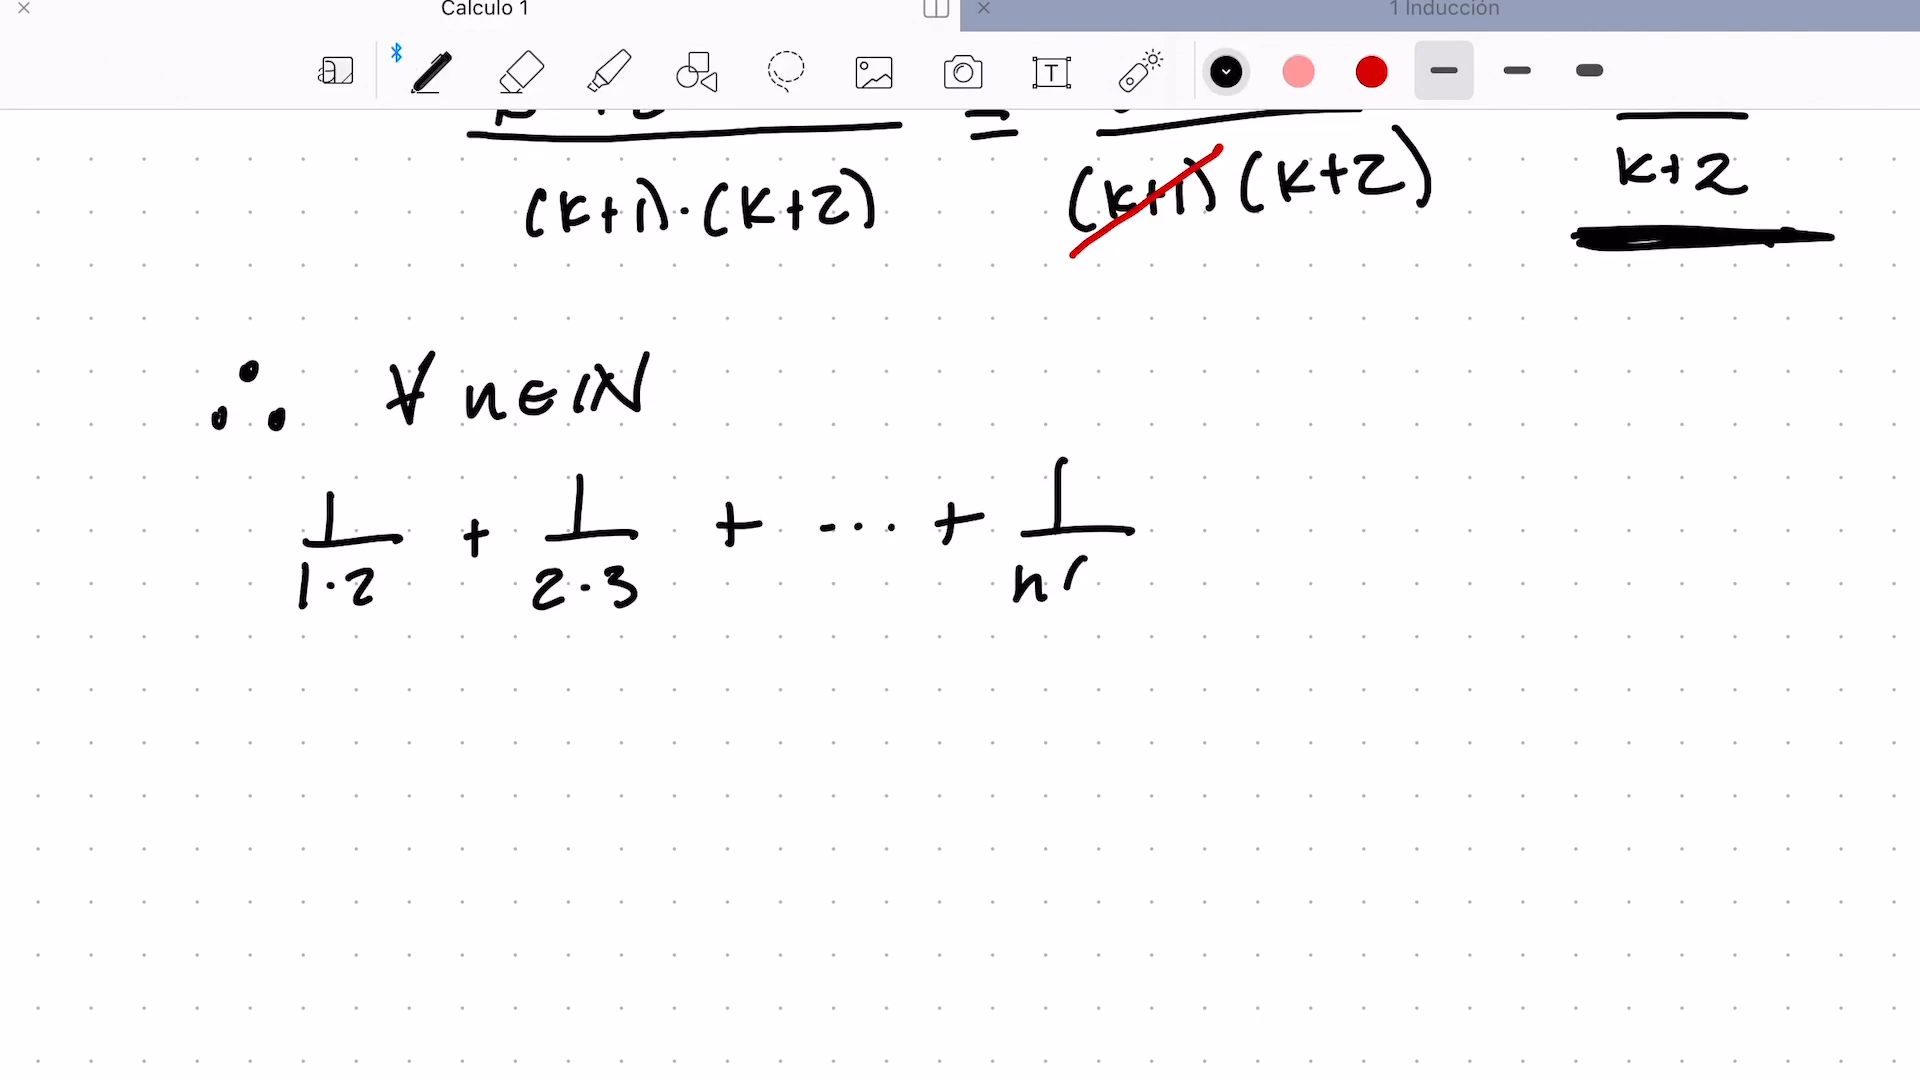 Calculo 1
1 Inducción
T
=
(k+1)·(k+2)
(k+1)(k+2)
k+2
∴ ∀ n∈ℕ
1/1·2 + 1/2·3 + ... + 1/n(